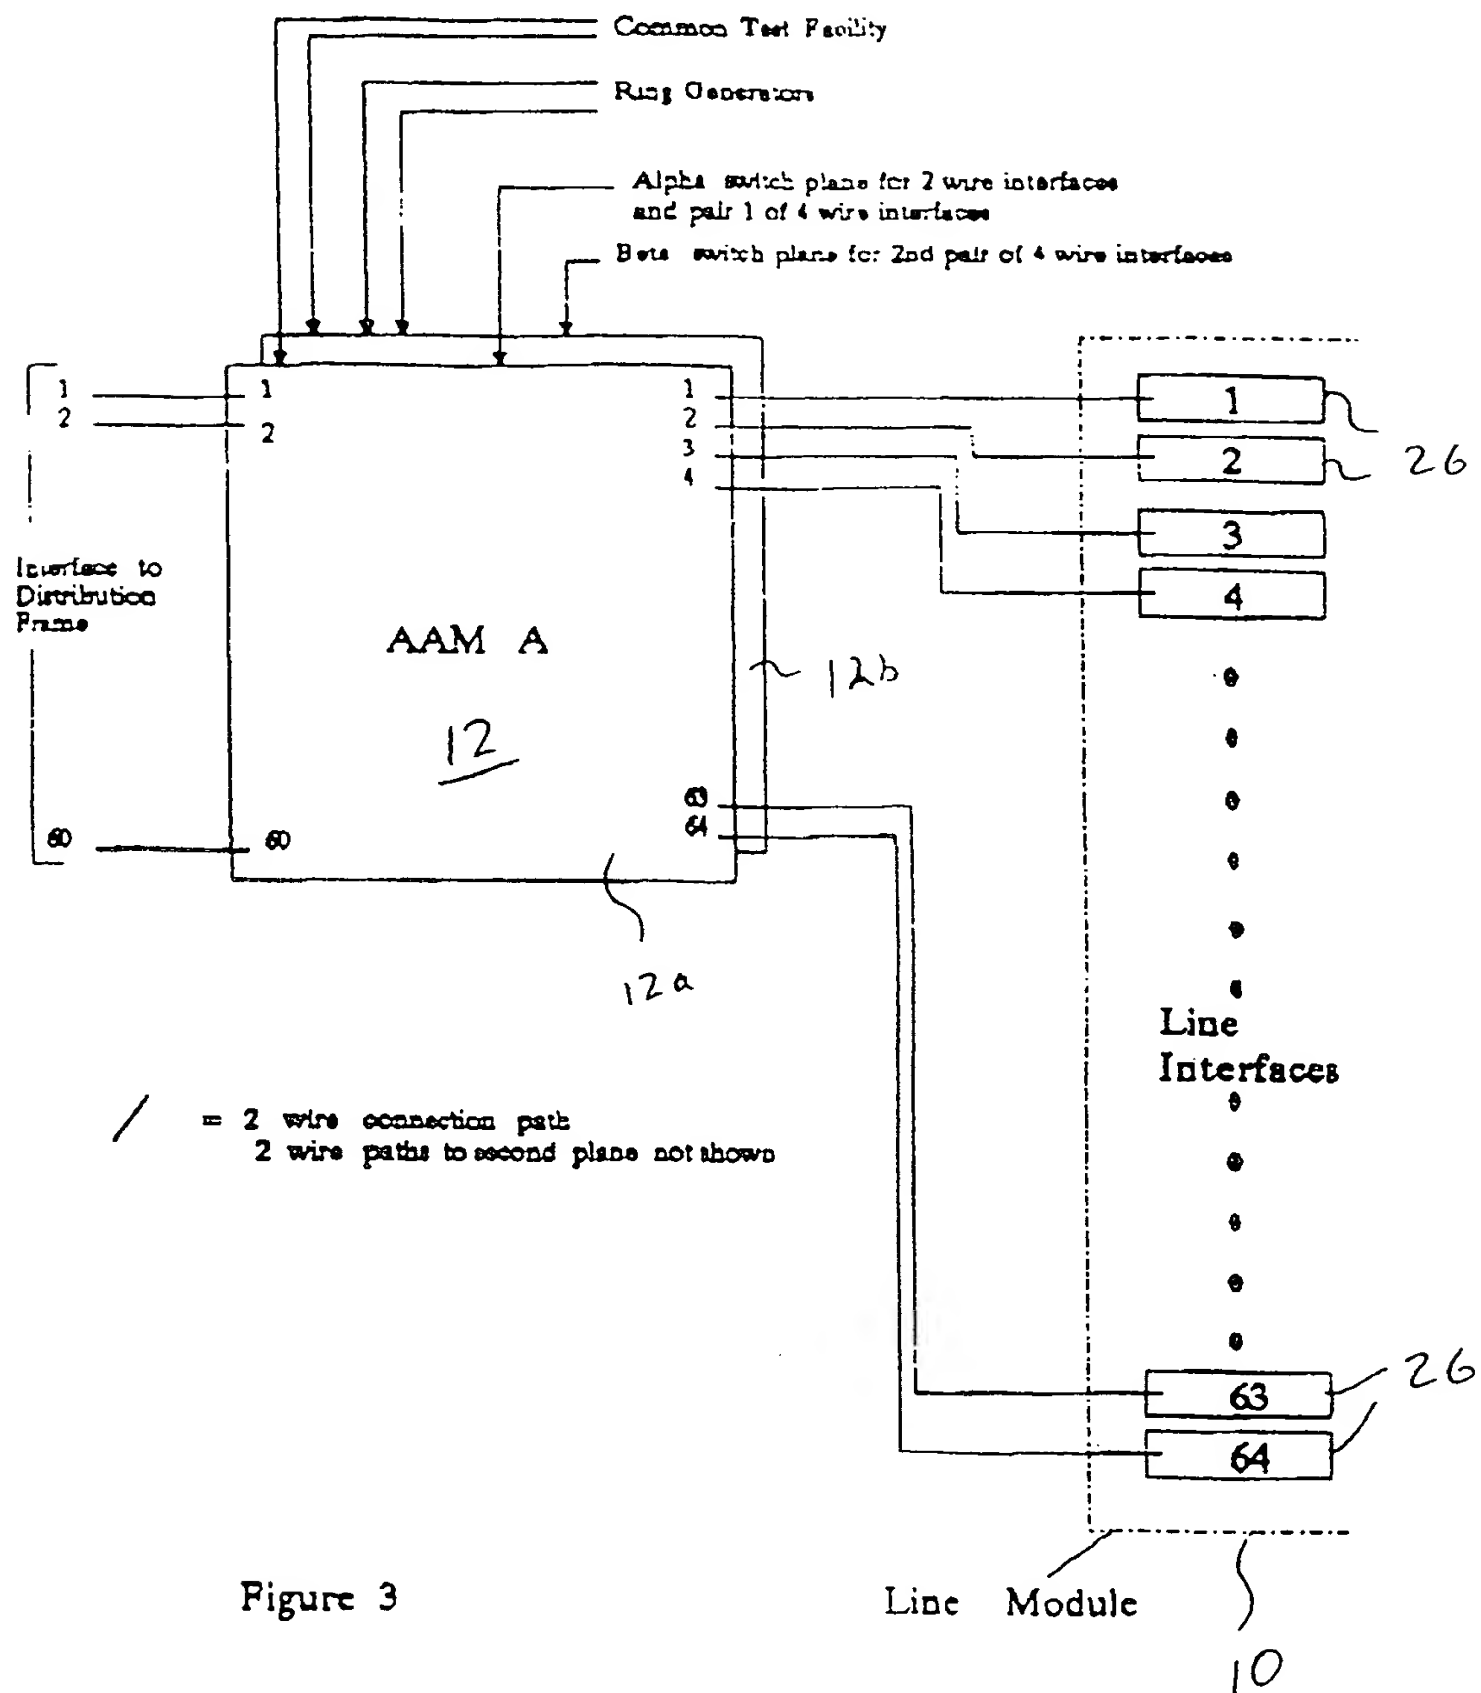 Common Test Facility
Ring Generators
Alpha switch plane for 2 wire interfaces
and pair 1 of 4 wire interfaces
Beta switch plane for 2nd pair of 4 wire interfaces
1
2
60
Interface to
Distribution
Frame
1
2
60
AAM A
12
1
2
3
4
63
64
12b
12a
1
2
3
4
26
Line
Interfaces
63
64
26
/ = 2 wire connection path
2 wire paths to second plane not shown
Figure 3
Line Module
10